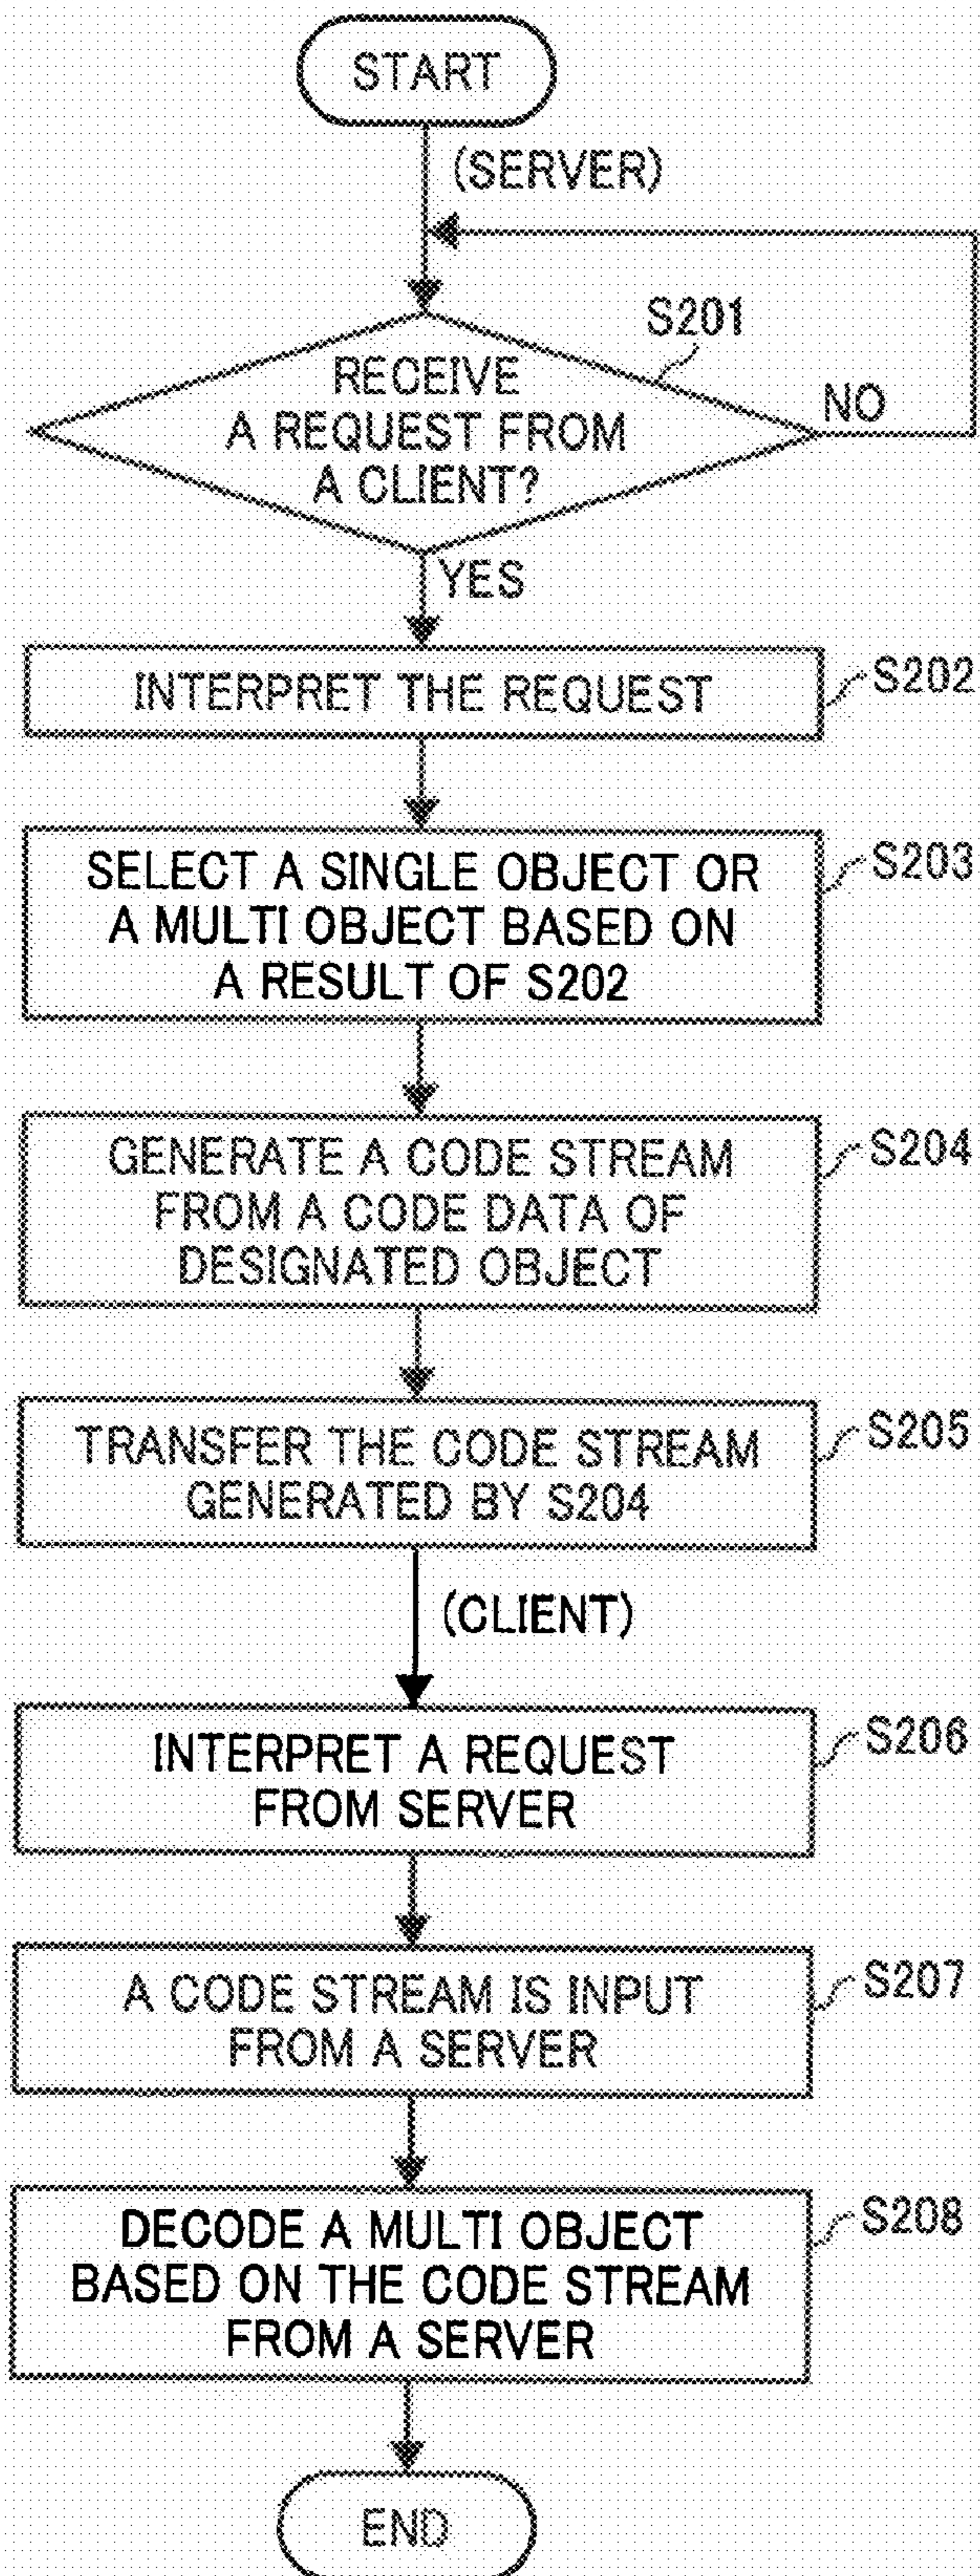 START
(SERVER)
S201
RECEIVE
A REQUEST FROM
A CLIENT?
NO
YES
INTERPRET THE REQUEST
S202
SELECT A SINGLE OBJECT OR
A MULTI OBJECT BASED ON
A RESULT OF S202
S203
GENERATE A CODE STREAM
FROM A CODE DATA OF
DESIGNATED OBJECT
S204
TRANSFER THE CODE STREAM
GENERATED BY S204
S205
(CLIENT)
INTERPRET A REQUEST
FROM SERVER
S206
A CODE STREAM IS INPUT
FROM A SERVER
S207
DECODE A MULTI OBJECT
BASED ON THE CODE STREAM
FROM A SERVER
S208
END